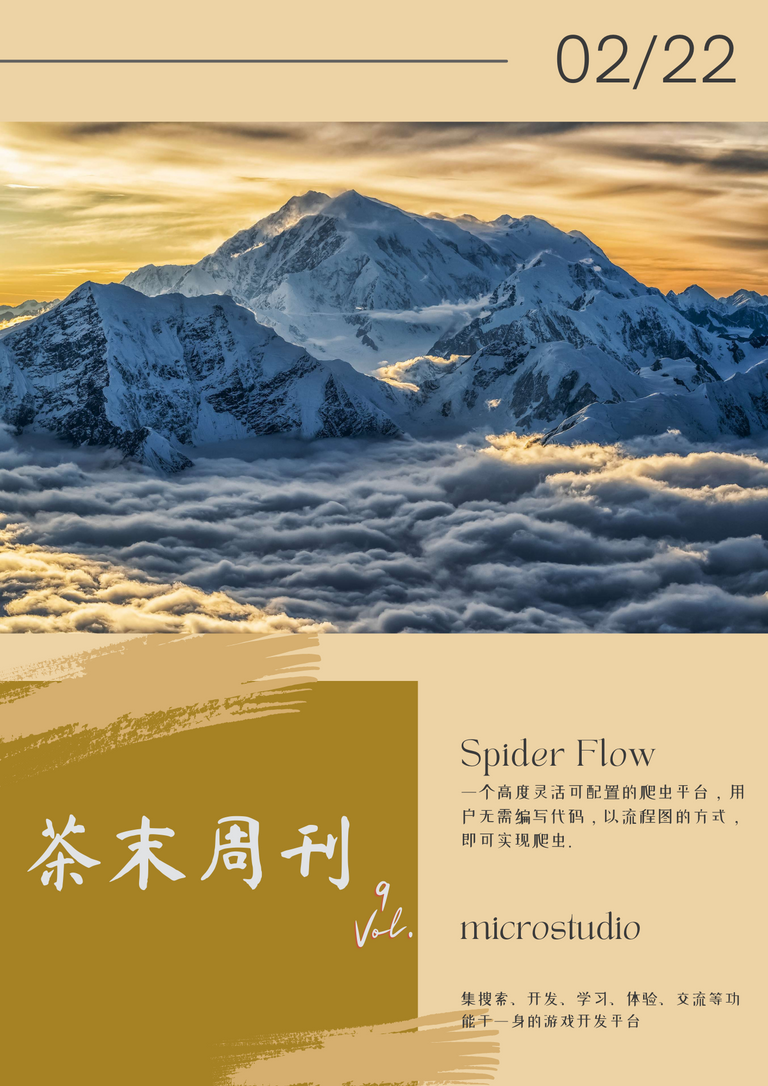 02/22
茶末周刊
9
Vol.
Spider Flow
一个高度灵活可配置的爬虫平台,用
户无需编写代码,以流程图的方式,
即可实现爬虫.
microstudio
集搜索、开发、学习、体验、交流等功
能于一身的游戏开发平台